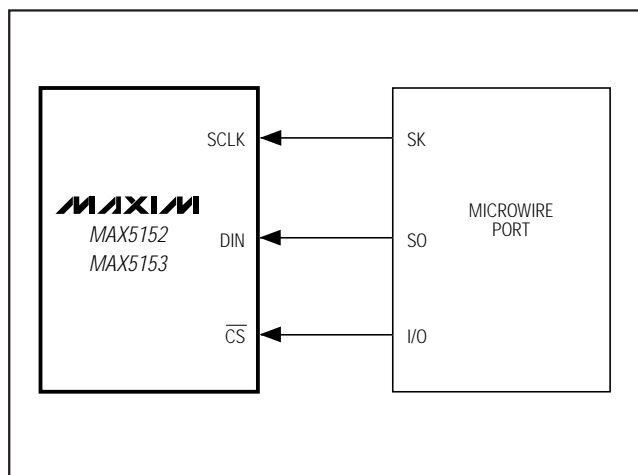 SCLK
SK
MAXIM
MAX5152
MAX5153
DIN
SO
MICROWIRE
PORT
CS
I/O